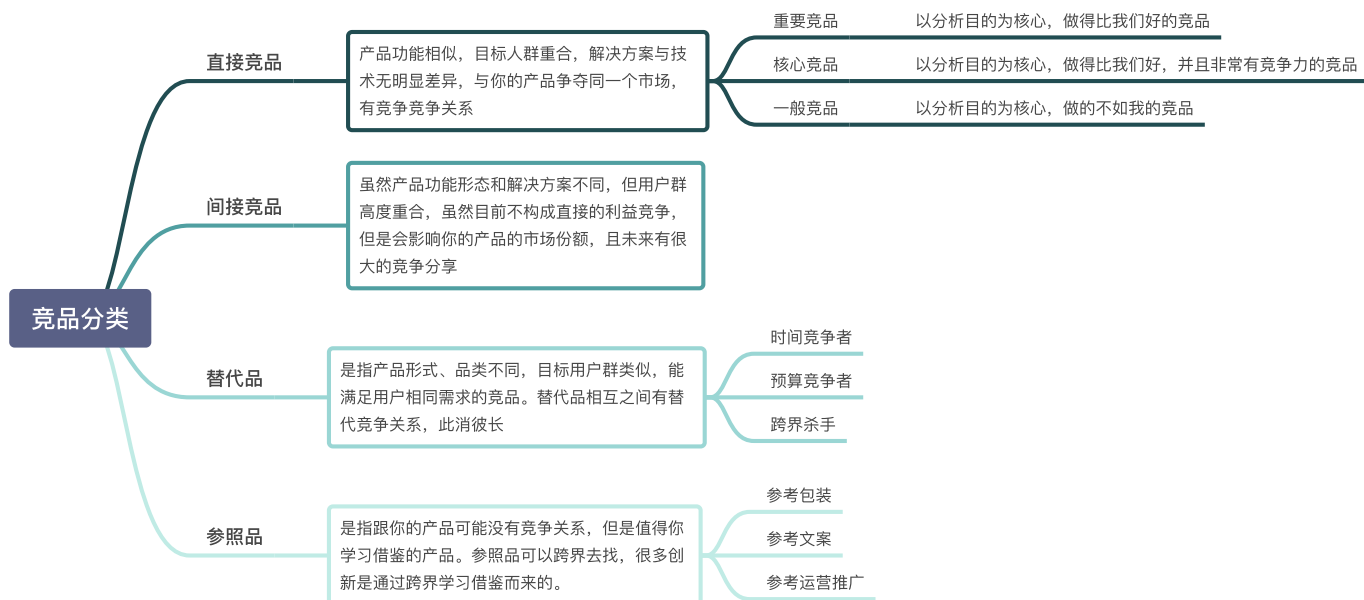 竞品分类
直接竞品
产品功能相似，目标人群重合，解决方案与技
术无明显差异，与你的产品争夺同一个市场，
有竞争竞争关系
重要竞品
以分析目的为核心，做得比我们好的竞品
核心竞品
以分析目的为核心，做得比我们好，并且非常有竞争力的竞品
一般竞品
以分析目的为核心，做的不如我的竞品
间接竞品
虽然产品功能形态和解决方案不同，但用户群
高度重合，虽然目前不构成直接的利益竞争，
但是会影响你的产品的市场份额，且未来有很
大的竞争分享
替代品
是指产品形式、品类不同，目标用户群类似，能
满足用户相同需求的竞品。替代品相互之间有替
代竞争关系，此消彼长
时间竞争者
预算竞争者
跨界杀手
参照品
是指跟你的产品可能没有竞争关系，但是值得你
学习借鉴的产品。参照品可以跨界去找，很多创
新是通过跨界学习借鉴而来的。
参考包装
参考文案
参考运营推广